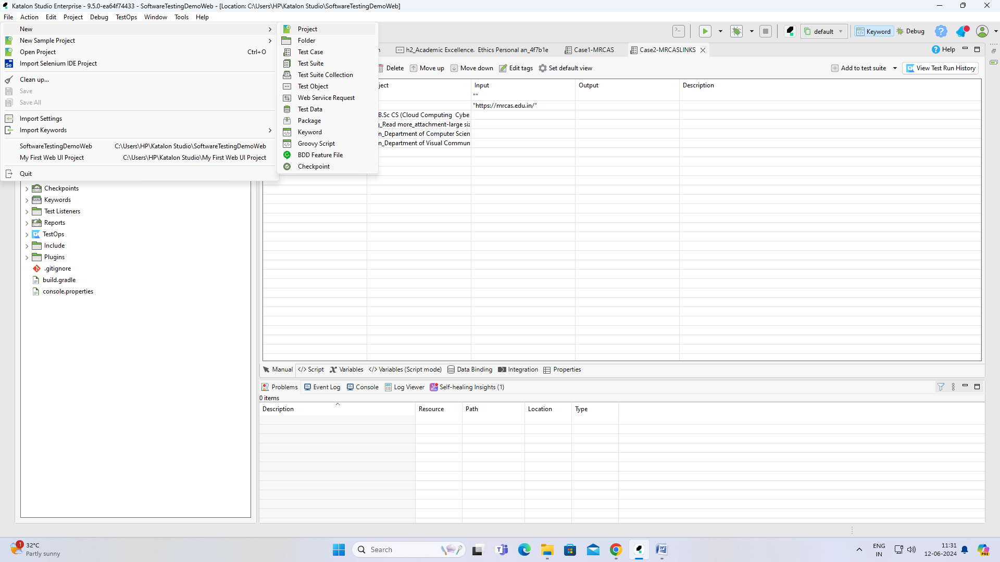 Katalon Studio Enterprise - 9.5.0-ea64f74433 - SoftwareTestingDemoWeb - [Location: C:\Users\HP\Katalon Studio\SoftwareTestingDemoWeb]
File Action Edit Project Debug TestOps Window Tools Help
New
New Sample Project
Open Project Ctrl+O
Import Selenium IDE Project
Clean up...
Save
Save All
Import Settings
Import Keywords
SoftwareTestingDemoWeb C:\Users\HP\Katalon Studio\SoftwareTestingDemoWeb
My First Web UI Project C:\Users\HP\Katalon Studio\My First Web UI Project
Quit
Project
Folder
Test Case
Test Suite
Test Suite Collection
Test Object
Web Service Request
Test Data
Package
Keyword
Groovy Script
BDD Feature File
Checkpoint
default Keyword Debug
h2_Academic Excellence. Ethics Personal an_4f7b1e Case1-MRCAS Case2-MRCASLINKS Help
Delete Move up Move down Edit tags Set default view Add to test suite View Test Run History
ject Input Output Description
""
"https://mrcas.edu.in/"
B.Sc CS (Cloud Computing Cybe
_Read more_attachment-large siz
n_Department of Computer Scien
n_Department of Visual Commun
Checkpoints
Keywords
Test Listeners
Reports
TestOps
Include
Plugins
.gitignore
build.gradle
console.properties
Manual </> Script Variables </> Variables (Script mode) Data Binding Integration Properties
Problems Event Log Console Log Viewer Self-healing Insights (1)
0 items
Description Resource Path Location Type
1 32°C
Partly sunny
Search
ENG
IN
11:31
12-06-2024
PRE